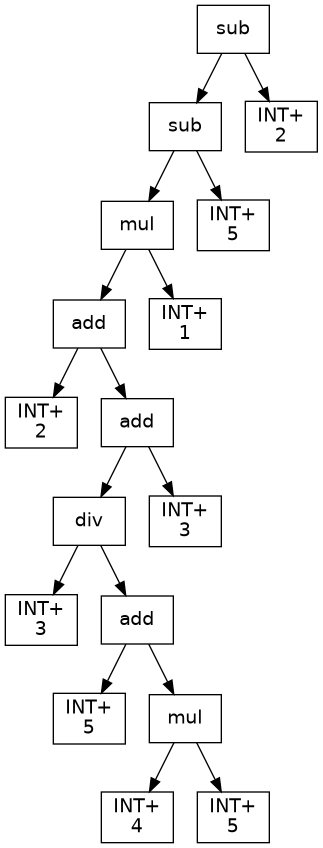 sub
sub
INT+
2
mul
INT+
5
add
INT+
1
INT+
2
add
div
INT+
3
INT+
3
add
INT+
5
mul
INT+
4
INT+
5